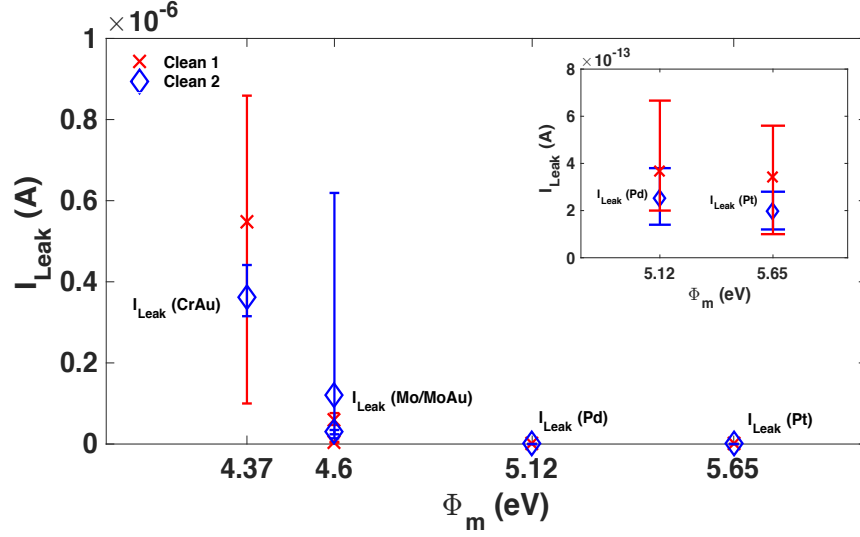 × 10^-6
1
0.8
0.6
0.4
0.2
0
I_Leak (A)
Clean 1
Clean 2
I_Leak (CrAu)
I_Leak (Mo/MoAu)
I_Leak (Pd)
I_Leak (Pt)
4.37 4.6 5.12 5.65
Φ_m (eV)
× 10^-13
8
6
4
2
0
I_Leak (A)
I_Leak (Pd)
I_Leak (Pt)
5.12 5.65
Φ_m (eV)